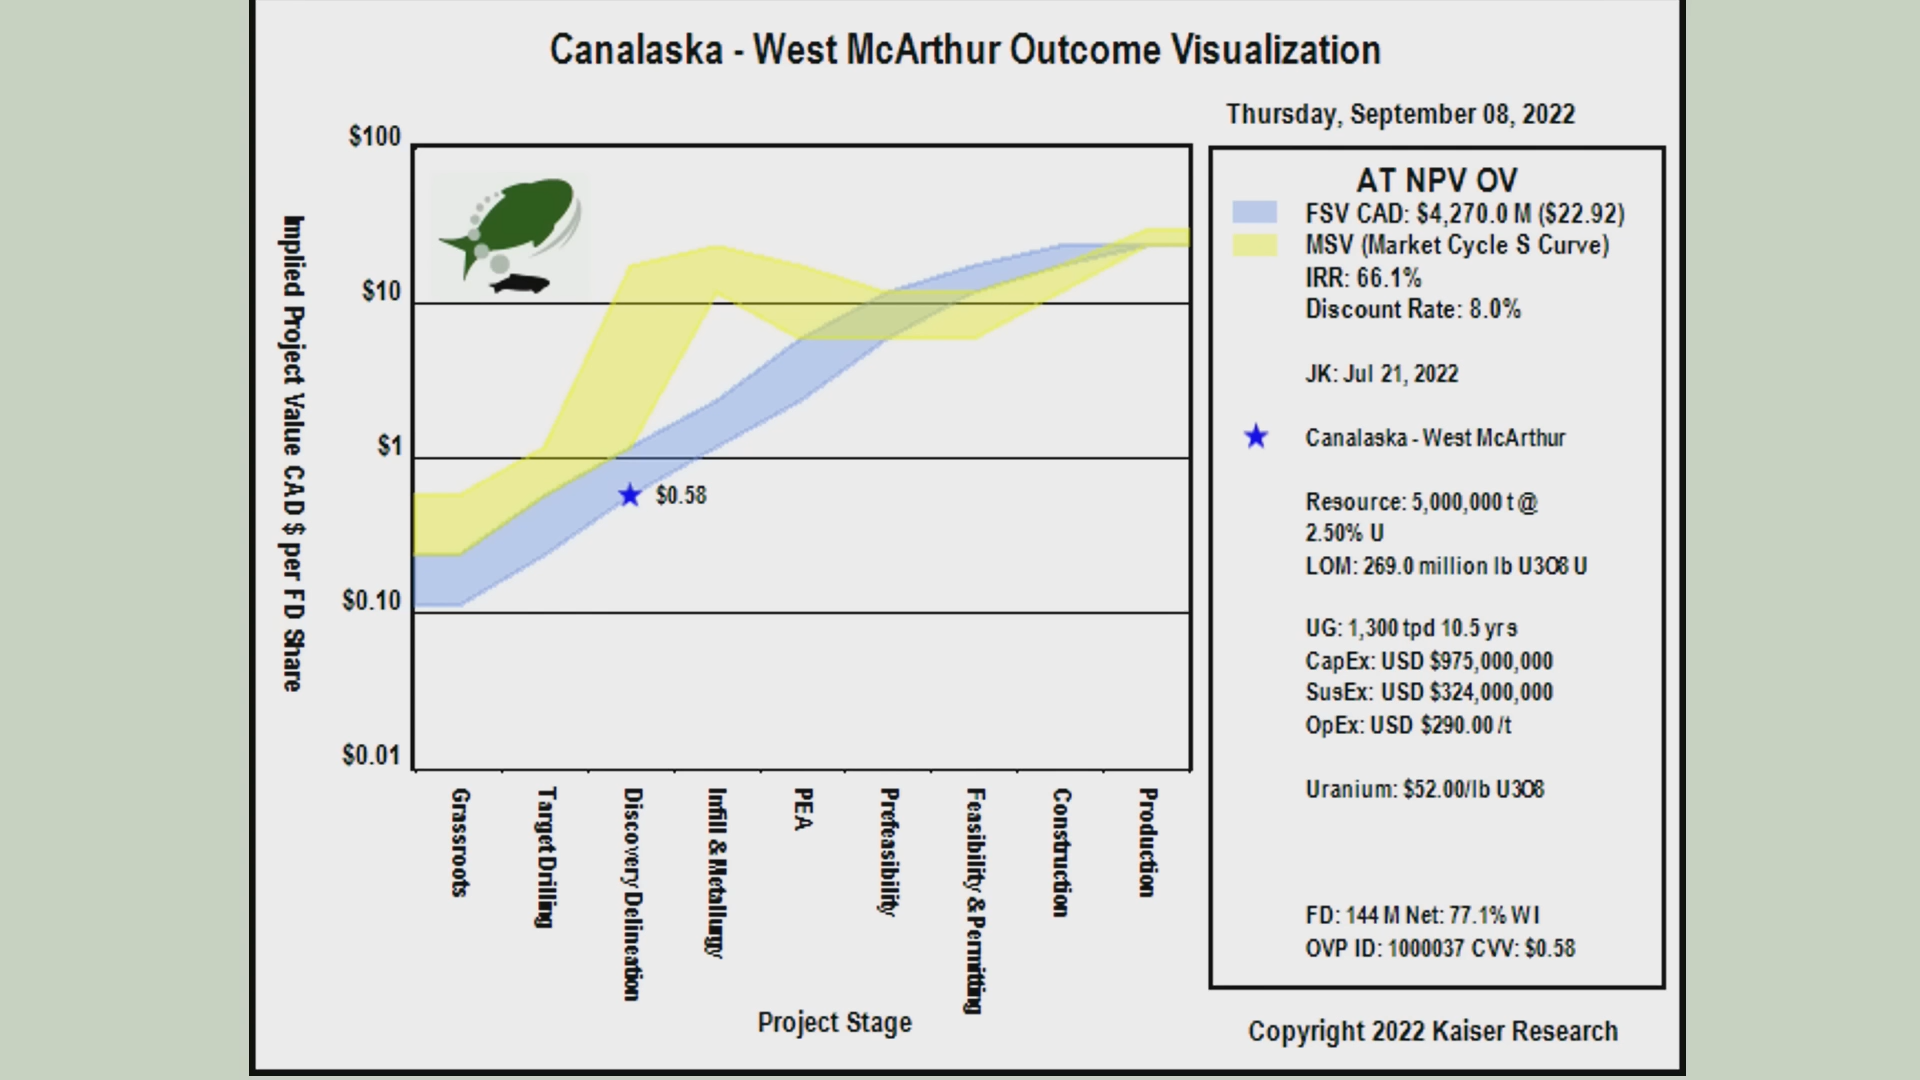 Canalaska - West McArthur Outcome Visualization
Thursday, September 08, 2022
Implied Project Value CAD $ per FD Share
$100
$10
$1
$0.10
$0.01
$0.58
Grassroots
Target Drilling
Discovery Delineation
Infill & Metallurgy
PEA
Prefeasibility
Feasibility & Permitting
Construction
Production
Project Stage
AT NPV OV
FSV CAD: $4,270.0 M ($22.92)
MSV (Market Cycle S Curve)
IRR: 66.1%
Discount Rate: 8.0%
JK: Jul 21, 2022
Canalaska - West McArthur
Resource: 5,000,000 t @
2.50% U
LOM: 269.0 million lb U3O8 U
UG: 1,300 tpd 10.5 yrs
CapEx: USD $975,000,000
SusEx: USD $324,000,000
OpEx: USD $290.00 /t
Uranium: $52.00/lb U3O8
FD: 144 M Net: 77.1% WI
OVP ID: 1000037 CVV: $0.58
Copyright 2022 Kaiser Research